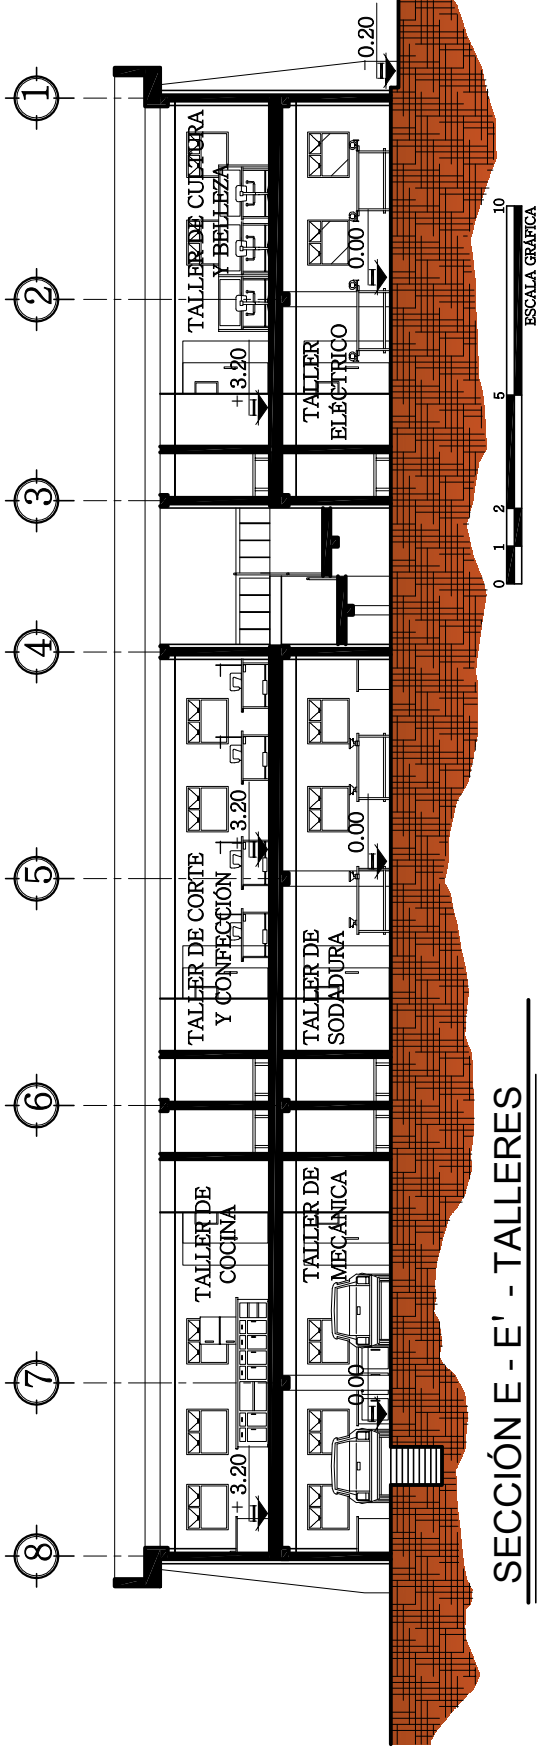 8
7
6
5
4
3
2
1
+ 3.20
TALLER DE
COCINA
TALLER DE CORTE
Y CONFECCIÓN
+ 3.20
+ 3.20
TALLER DE CULTURA
Y BELLEZA
0.00
TALLER DE
MECÁNICA
TALLER DE
SODADURA
0.00
TALLER
ELÉCTRICO
0.00
- 0.20
SECCIÓN E - E' - TALLERES
0 1 2 5 10
ESCALA GRÁFICA